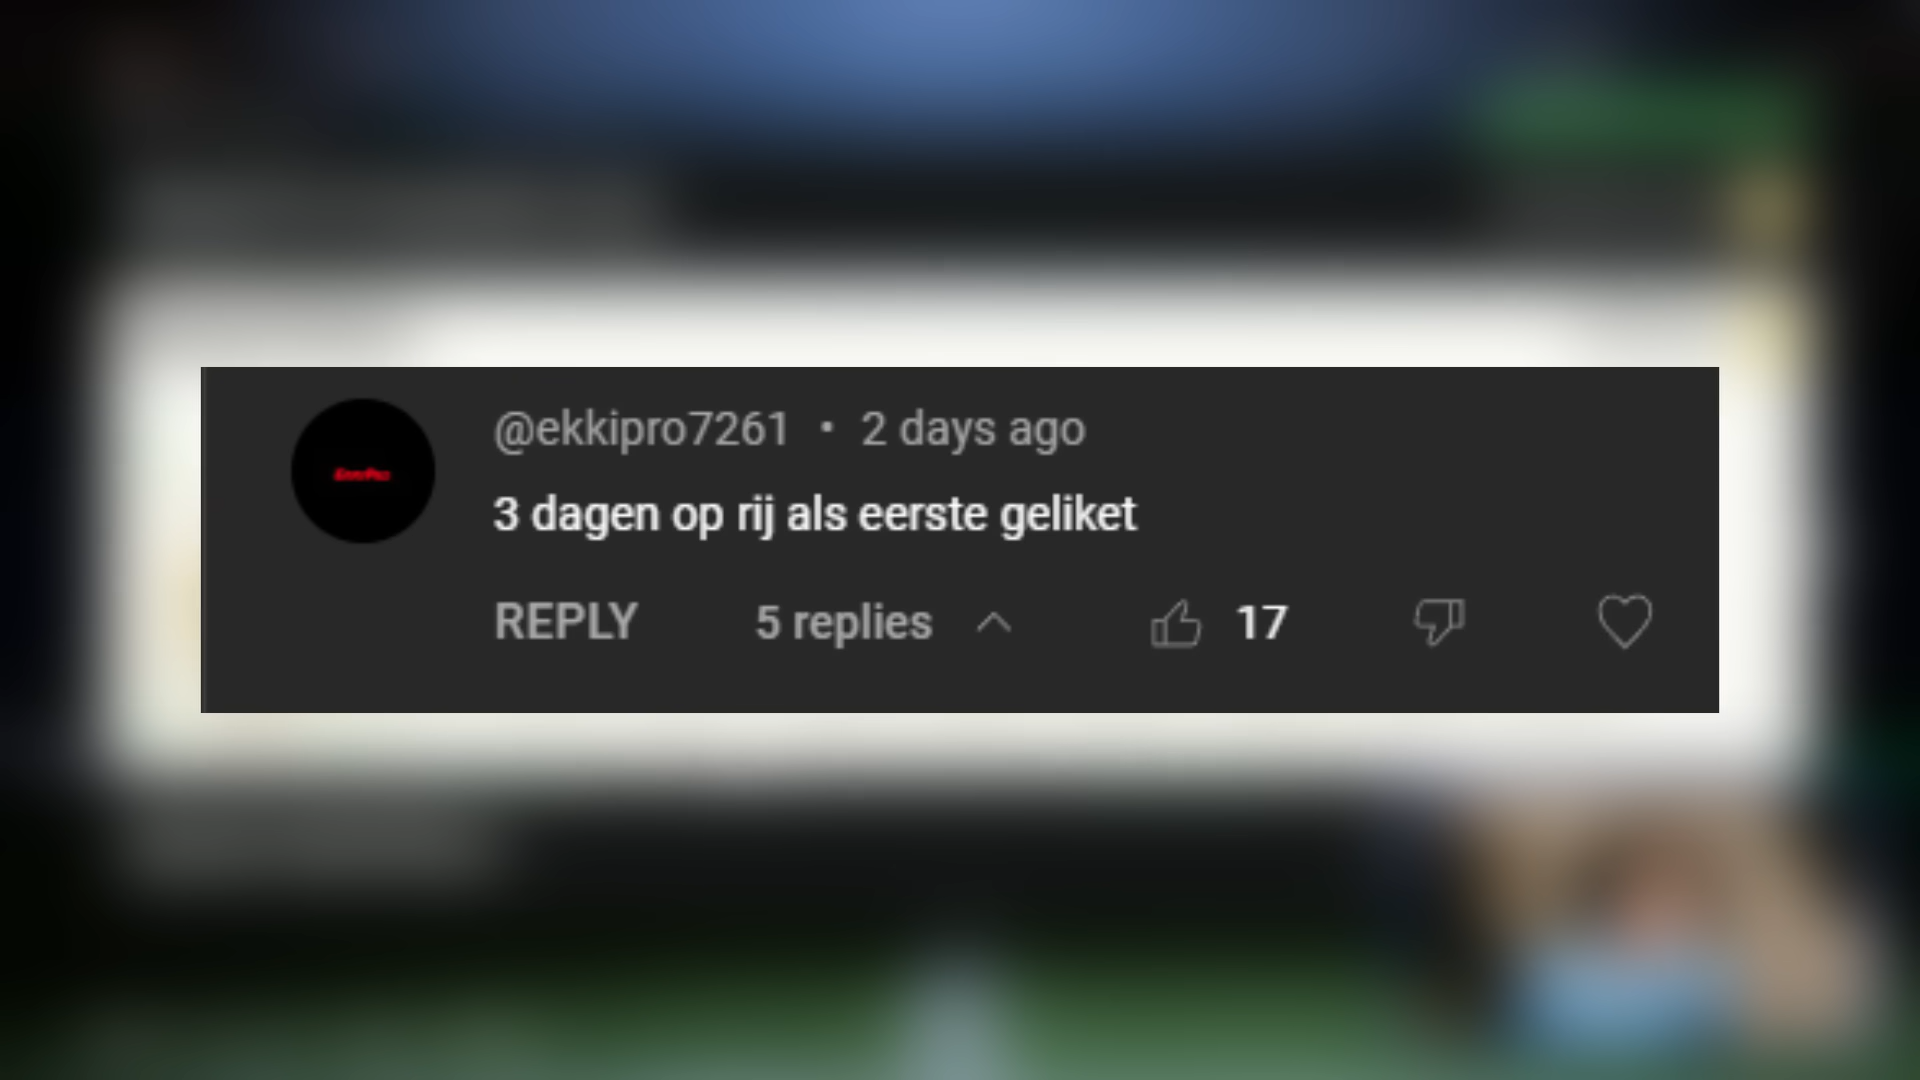 @ekkipro7261 • 2 days ago
3 dagen op rij als eerste geliket
REPLY 5 replies 17